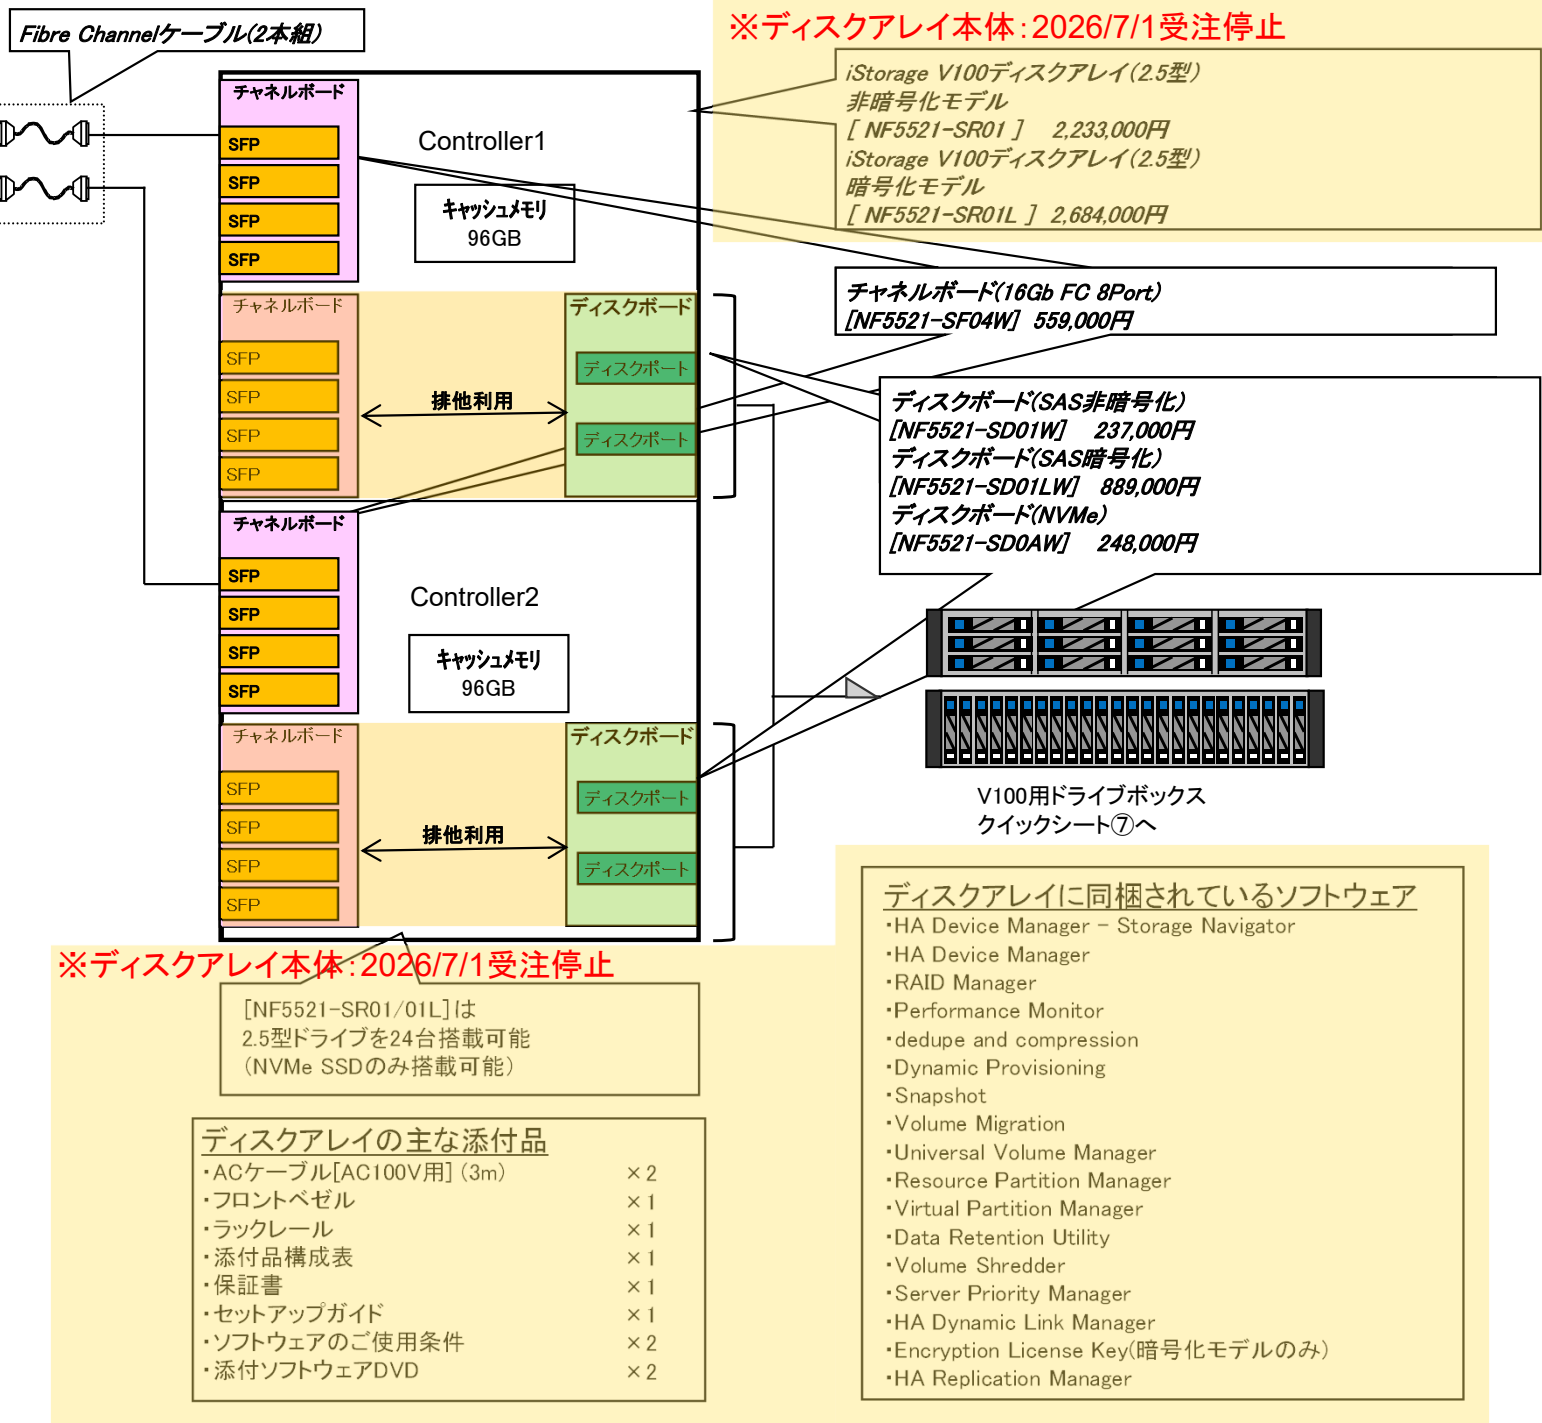 ※ディスクアレイ本体：2026/7/1受注停止
Fibre Channelケーブル(2本組)
iStorage V100ディスクアレイ(2.5型)
非暗号化モデル
[ NF5521-SR01 ] 2,233,000円
iStorage V100ディスクアレイ(2.5型)
暗号化モデル
[ NF5521-SR01L ] 2,684,000円
チャネルボード
SFP
SFP
SFP
SFP
Controller1
キャッシュメモリ
96GB
チャネルボード(16Gb FC 8Port)
[NF5521-SF04W] 559,000円
チャネルボード
SFP
SFP
SFP
SFP
排他利用
ディスクボード
ディスクポート
ディスクポート
ディスクボード(SAS非暗号化)
[NF5521-SD01W] 237,000円
ディスクボード(SAS暗号化)
[NF5521-SD01LW] 889,000円
ディスクボード(NVMe)
[NF5521-SD0AW] 248,000円
チャネルボード
SFP
SFP
SFP
SFP
Controller2
キャッシュメモリ
96GB
チャネルボード
SFP
SFP
SFP
SFP
排他利用
ディスクボード
ディスクポート
ディスクポート
V100用ドライブボックス
クイックシート⑦へ
※ディスクアレイ本体：2026/7/1受注停止
[NF5521-SR01/01L]は
2.5型ドライブを24台搭載可能
(NVMe SSDのみ搭載可能)
ディスクアレイの主な添付品
・ACケーブル[AC100V用] (3m) ×2
・フロントベゼル ×1
・ラックレール ×1
・添付品構成表 ×1
・保証書 ×1
・セットアップガイド ×1
・ソフトウェアのご使用条件 ×2
・添付ソフトウェアDVD ×2
ディスクアレイに同梱されているソフトウェア
・HA Device Manager - Storage Navigator
・HA Device Manager
・RAID Manager
・Performance Monitor
・dedupe and compression
・Dynamic Provisioning
・Snapshot
・Volume Migration
・Universal Volume Manager
・Resource Partition Manager
・Virtual Partition Manager
・Data Retention Utility
・Volume Shredder
・Server Priority Manager
・HA Dynamic Link Manager
・Encryption License Key(暗号化モデルのみ)
・HA Replication Manager